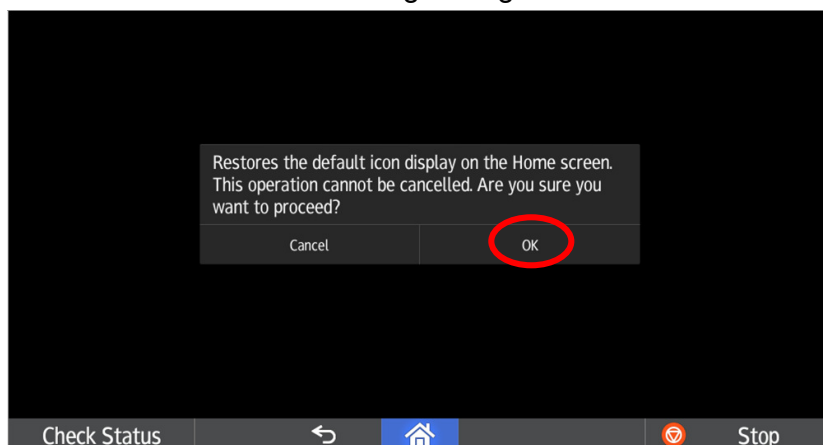 Restores the default icon display on the Home screen.
This operation cannot be cancelled. Are you sure you
want to proceed?
Cancel OK
Check Status Stop